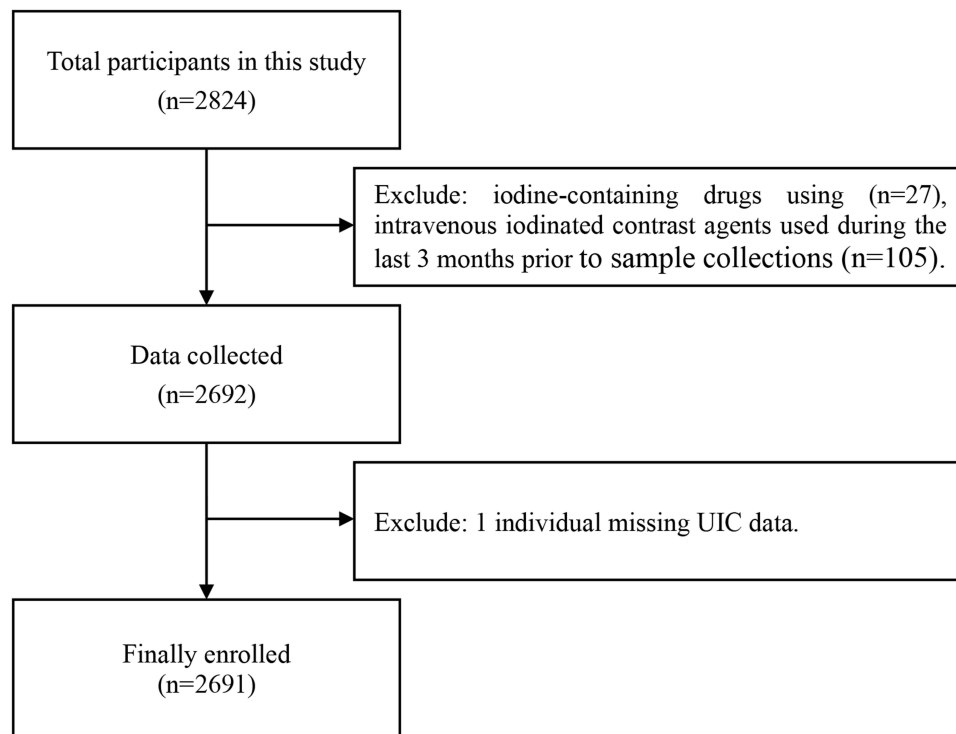 Total participants in this study
(n=2824)
Exclude: iodine-containing drugs using (n=27),
intravenous iodinated contrast agents used during the
last 3 months prior to sample collections (n=105).
Data collected
(n=2692)
Exclude: 1 individual missing UIC data.
Finally enrolled
(n=2691)